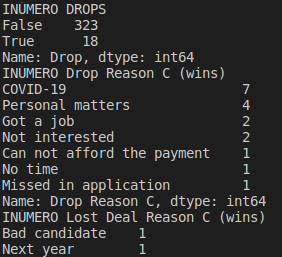 INUMERO DROPS
False    323
True      18
Name: Drop, dtype: int64
INUMERO Drop Reason C (wins)
COVID-19                      7
Personal matters              4
Got a job                     2
Not interested                2
Can not afford the payment    1
No time                       1
Missed in application         1
Name: Drop Reason C, dtype: int64
INUMERO Lost Deal Reason C (wins)
Bad candidate    1
Next year        1